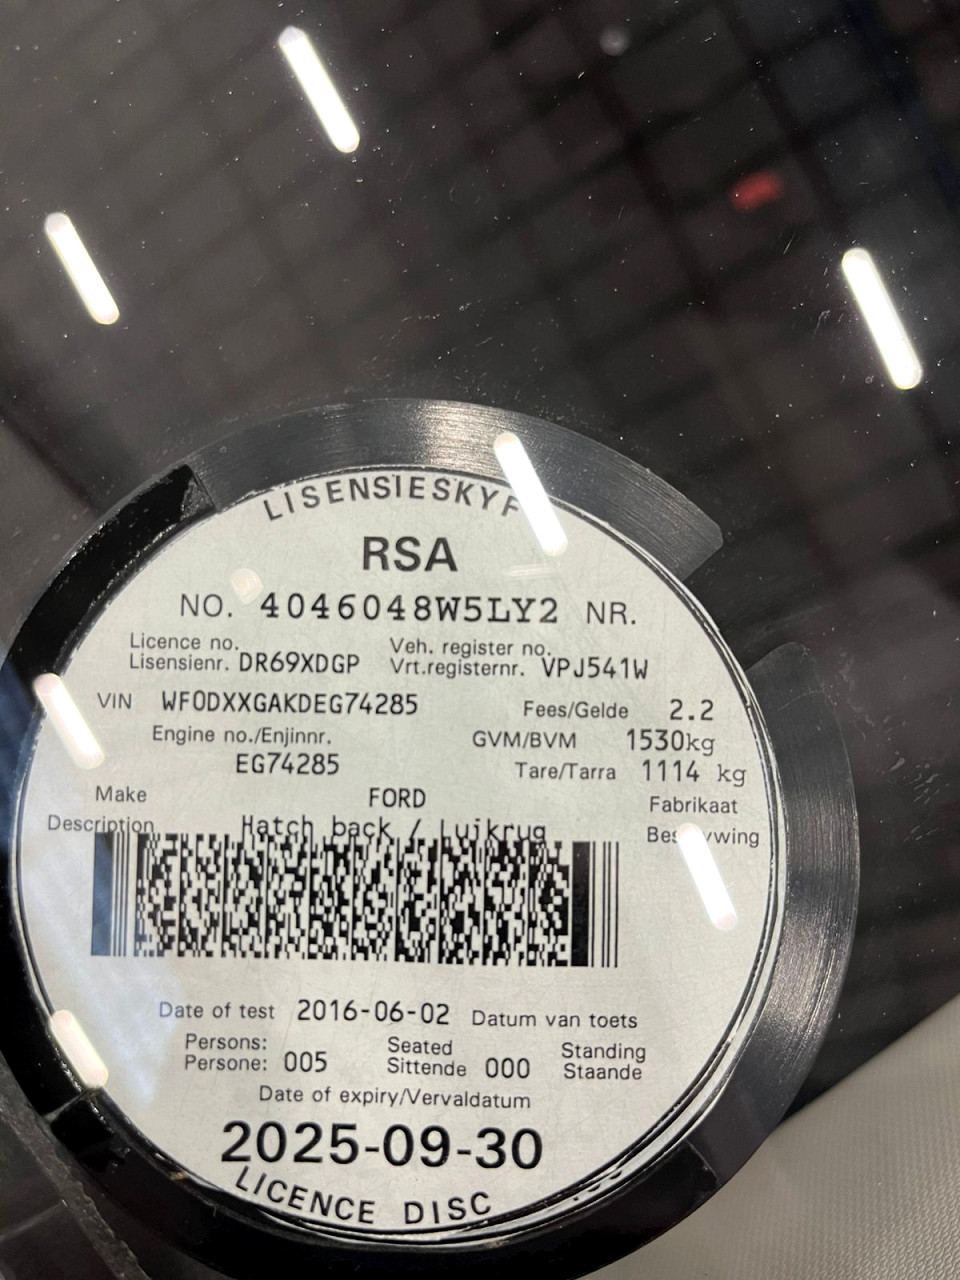 LISENSIESKYF
RSA
NO. 4046048W5LY2 NR.
Licence no. Veh. register no.
Lisensienr. DR69XDGP Vrt.registernr. VPJ541W
VIN WF0DXXGAKDEG74285 Fees/Gelde 2.2
Engine no./Enjinnr. GVM/BVM 1530kg
EG74285 Tare/Tarra 1114 kg
Make FORD Fabrikaat
Description Hatch back / Luikrug
Date of test 2016-06-02 Datum van toets
Persons: Seated Standing
Persone: 005 Sittende 000 Staande
Date of expiry/Vervaldatum
2025-09-30
LICENCE DISC